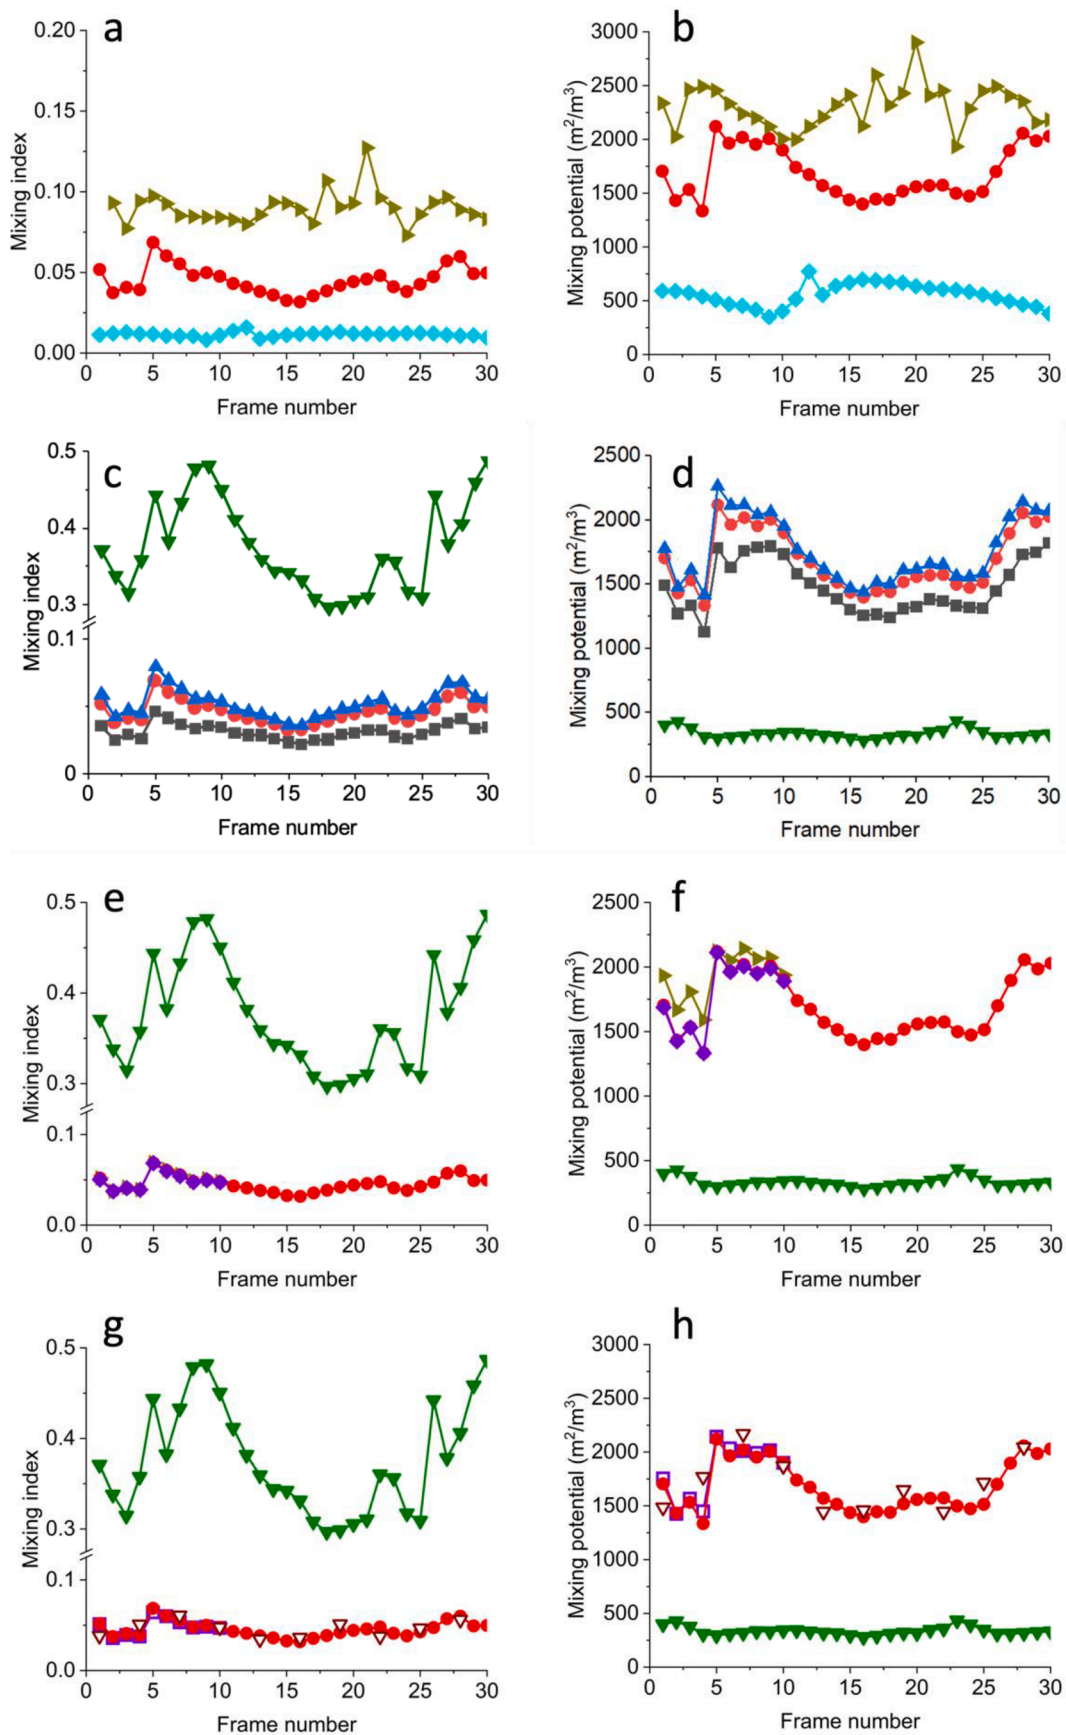 a
0.20
0.15
0.10
0.05
0.00
Mixing index
0 5 10 15 20 25 30
Frame number
b
3000
2500
2000
1500
1000
500
0
Mixing potential (m²/m³)
0 5 10 15 20 25 30
Frame number
c
0.5
0.4
0.3
0.1
0
Mixing index
0 5 10 15 20 25 30
Frame number
d
2500
2000
1500
1000
500
0
Mixing potential (m²/m³)
0 5 10 15 20 25 30
Frame number
e
0.5
0.4
0.3
0.1
0.0
Mixing index
0 5 10 15 20 25 30
Frame number
f
2500
2000
1500
1000
500
0
Mixing potential (m²/m³)
0 5 10 15 20 25 30
Frame number
g
0.5
0.4
0.3
0.1
0.0
Mixing index
0 5 10 15 20 25 30
Frame number
h
3000
2500
2000
1500
1000
500
0
Mixing potential (m²/m³)
0 5 10 15 20 25 30
Frame number